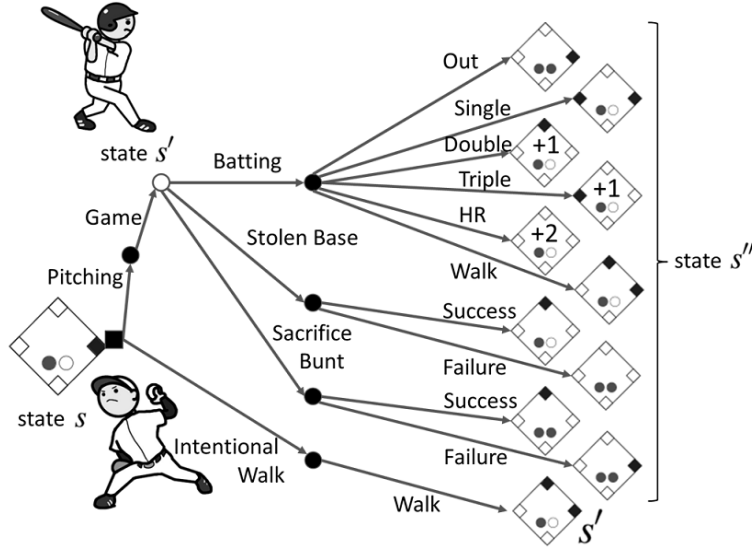 state s′
Batting
Out
Single
Double
+1
Triple
+1
HR
+2
Walk
Game
Pitching
Stolen Base
Success
Failure
Sacrifice
Bunt
Success
Failure
state s
Intentional
Walk
Walk
s′
state s″